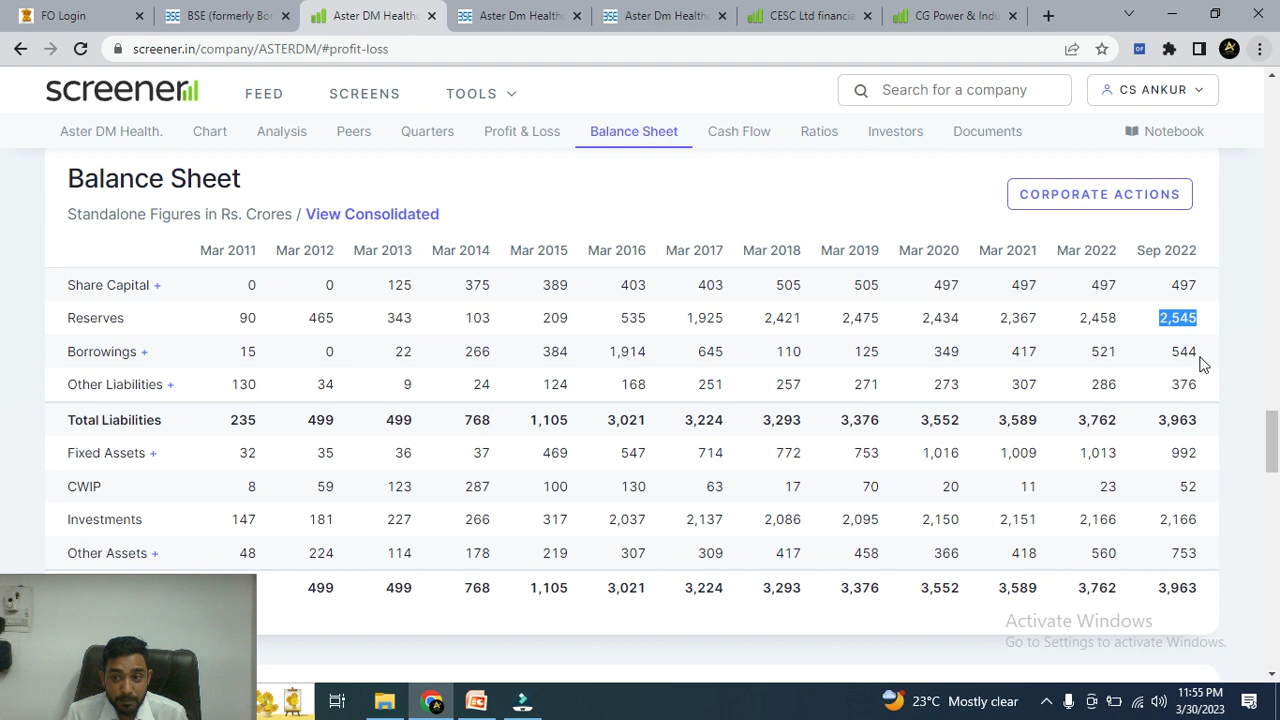 FO Login
BSE (formerly Bor
Aster DM Health
Aster Dm Health
Aster Dm Health
CESC Ltd financia
CG Power & Indu
screener.in/company/ASTERDM/#profit-loss
screener
FEED
SCREENS
TOOLS
Search for a company
CS ANKUR
Aster DM Health.
Chart
Analysis
Peers
Quarters
Profit & Loss
Balance Sheet
Cash Flow
Ratios
Investors
Documents
Notebook
Balance Sheet
CORPORATE ACTIONS
Standalone Figures in Rs. Crores / View Consolidated
Mar 2011 Mar 2012 Mar 2013 Mar 2014 Mar 2015 Mar 2016 Mar 2017 Mar 2018 Mar 2019 Mar 2020 Mar 2021 Mar 2022 Sep 2022
Share Capital + 0 0 125 375 389 403 403 505 505 497 497 497 497
Reserves 90 465 343 103 209 535 1,925 2,421 2,475 2,434 2,367 2,458 2,545
Borrowings + 15 0 22 266 384 1,914 645 110 125 349 417 521 544
Other Liabilities + 130 34 9 24 124 168 251 257 271 273 307 286 376
Total Liabilities 235 499 499 768 1,105 3,021 3,224 3,293 3,376 3,552 3,589 3,762 3,963
Fixed Assets + 32 35 36 37 469 547 714 772 753 1,016 1,009 1,013 992
CWIP 8 59 123 287 100 130 63 17 70 20 11 23 52
Investments 147 181 227 266 317 2,037 2,137 2,086 2,095 2,150 2,151 2,166 2,166
Other Assets + 48 224 114 178 219 307 309 417 458 366 418 560 753
499 499 768 1,105 3,021 3,224 3,293 3,376 3,552 3,589 3,762 3,963
Activate Windows
Go to Settings to activate Windows.
23°C Mostly clear
11:55 PM
3/30/2023